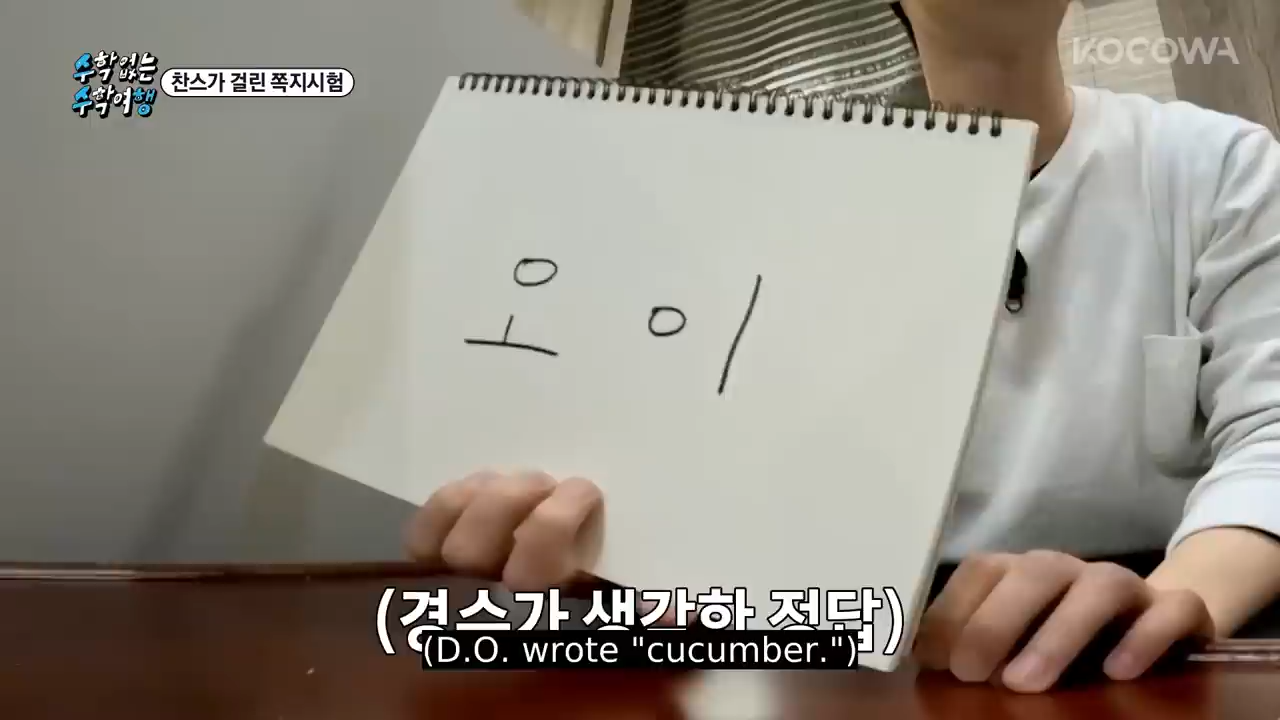 수학 없는
수학여행
찬스가 걸린 쪽지시험
KOCOWA
오이
(경수가 생각한 정답)
(D.O. wrote "cucumber.")